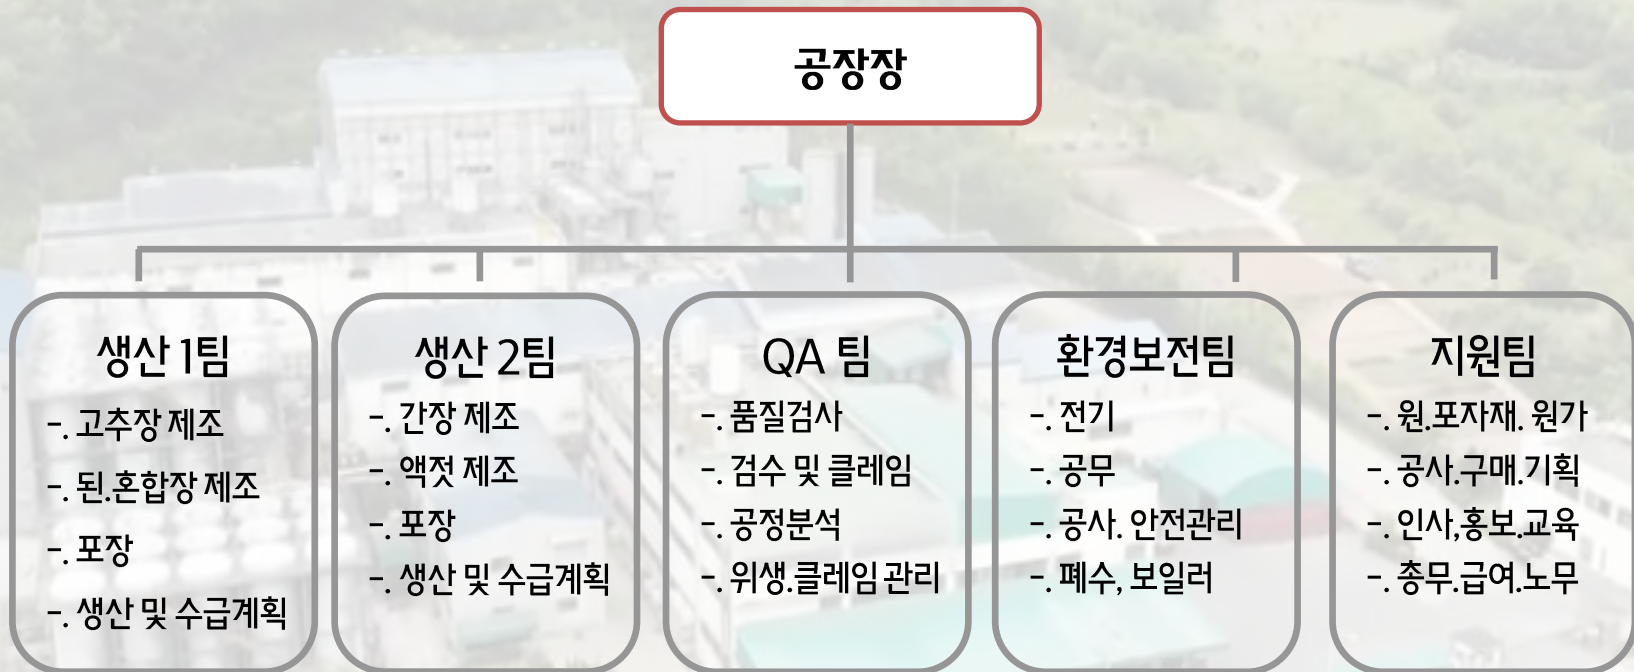 공장장
생산 1팀
-. 고추장 제조
-. 된.혼합장 제조
-. 포장
-. 생산 및 수급계획
생산 2팀
-. 간장 제조
-. 액젓 제조
-. 포장
-. 생산 및 수급계획
QA 팀
-. 품질검사
-. 검수 및 클레임
-. 공정분석
-. 위생.클레임 관리
환경보전팀
-. 전기
-. 공무
-. 공사. 안전관리
-. 폐수, 보일러
지원팀
-. 원.포자재. 원가
-. 공사.구매.기획
-. 인사,홍보.교육
-. 총무.급여.노무